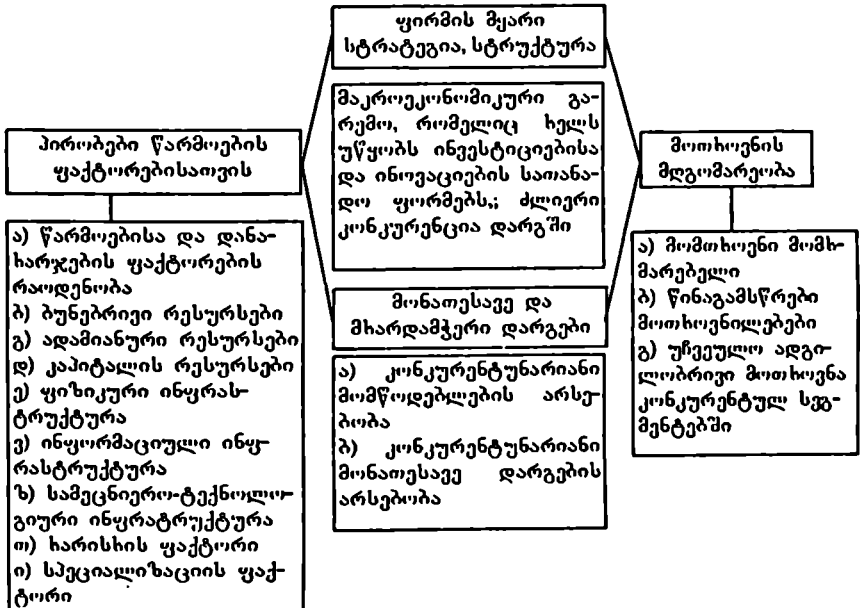 ფირმის მყარი
სტრატეგია, სტრუქტურა
მაკროეკონომიკური გა-
რემო, რომელიც ხელს
უწყობს ინვესტიციებისა
და ინოვაციების სათანა-
დო ფორმებს,; ძლიერი
კონკურენცია დარგში
პირობები წარმოების
ფაქტორებისათვის
ა) წარმოებისა და დანა-
ხარჯების ფაქტორების
რაოდენობა
ბ) ბუნებრივი რესურსები
გ) ადამიანური რესურსები
დ) კაპიტალის რესურსები
ე) ფიზიკური ინფრას-
ტრუქტურა
ვ) ინფორმაციული ინფ-
რასტრუქტურა
ზ) სამეცნიერო-ტექნოლო-
გიური ინფრატრუქტურა
თ) ხარისხის ფაქტორი
ი) სპეციალიზაციის ფაქ-
ტორი
მონათესავე და
მხარდამჭერი დარგები
ა) კონკურენტუნარიანი
მომწოდებლების არსე-
ბობა
ბ) კონკურენტუნარიანი
მონათესავე დარგების
არსებობა
მოთხოვნის
მდგომარეობა
ა) მომთხოვნი მომხ-
მარებელი
ბ) წინაგამსწრები
მოთხოვნილებები
გ) უჩვეულო ადგი-
ლობრივი მოთხოვნა
კონკურენტულ სეგ-
მენტებში